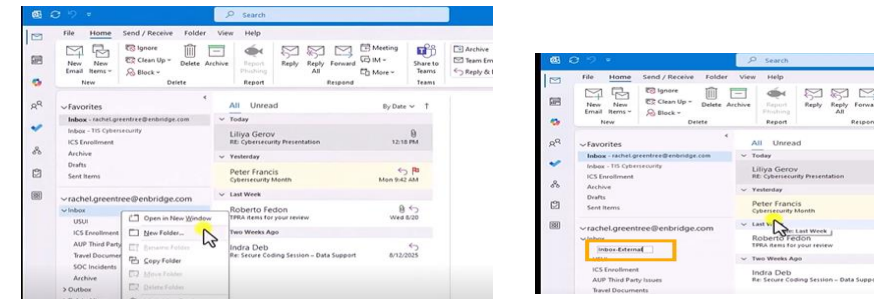 Search
File Home Send / Receive Folder View Help
New Email
New Items
Ignore
Clean Up
Block
Delete
Archive
Report Phishing
Reply
Reply All
Forward
Meeting
IM
More
Share to Teams
Archive
Team Em
Reply &
New Delete Report Respond Teams
Favorites
Inbox - rachel.greentree@enbridge.com
Inbox - TIS Cybersecurity
ICS Enrollment
Archive
Drafts
Sent Items
rachel.greentree@enbridge.com
Inbox
USUI
ICS Enrollment
AUP Third Party
Travel Documen
SOC Incidents
Archive
Outbox
Open in New Window
New Folder...
Rename Folder
Copy Folder
Move Folder
Delete Folder
All Unread By Date
Today
Liliya Gerov
RE: Cybersecurity Presentation 12:18 PM
Yesterday
Peter Francis
Cybersecurity Month Mon 9:42 AM
Last Week
Roberto Fedon
TPRA items for your review Wed 8/20
Two Weeks Ago
Indra Deb
Re: Secure Coding Session - Data Support 8/12/2025
Search
File Home Send / Receive Folder View Help
New Email
New Items
Ignore
Clean Up
Block
Delete
Archive
Report Phishing
Reply
Reply All
Forwa
New Delete Report Respon
Favorites
Inbox - rachel.greentree@enbridge.com
Inbox - TIS Cybersecurity
ICS Enrollment
Archive
Drafts
Sent Items
rachel.greentree@enbridge.com
Inbox
Inbox-External
USUI
ICS Enrollment
AUP Third Party Issues
Travel Documents
All Unread
Today
Liliya Gerov
RE: Cybersecurity Presentation
Yesterday
Peter Francis
Cybersecurity Month
Last Week
Roberto Fedon
TPRA items for your review
Two Weeks Ago
Indra Deb
Re: Secure Coding Session - Data Suppo